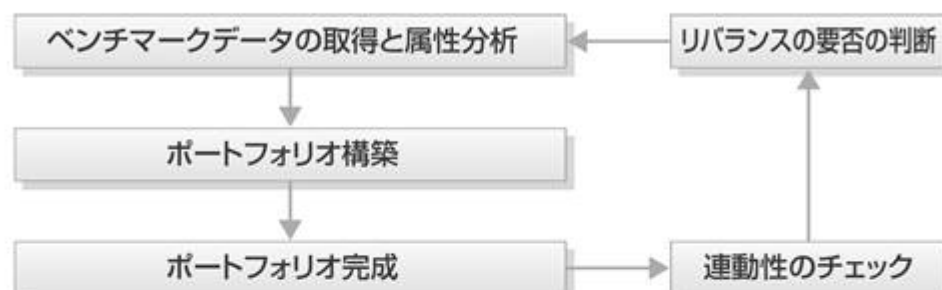 ベンチマークデータの取得と属性分析
リバランスの要否の判断
ポートフォリオ構築
ポートフォリオ完成
連動性のチェック